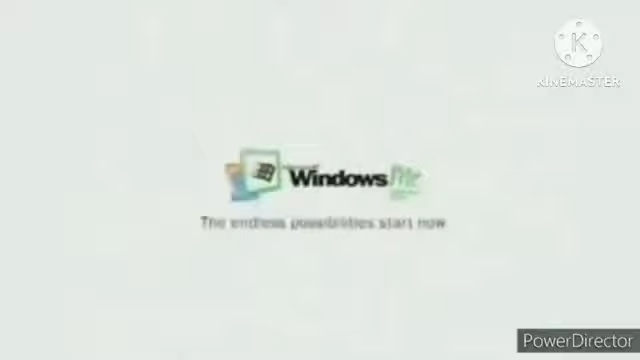 K
KINEMASTER
Windows Me
The endless possibilities start now
PowerDirector